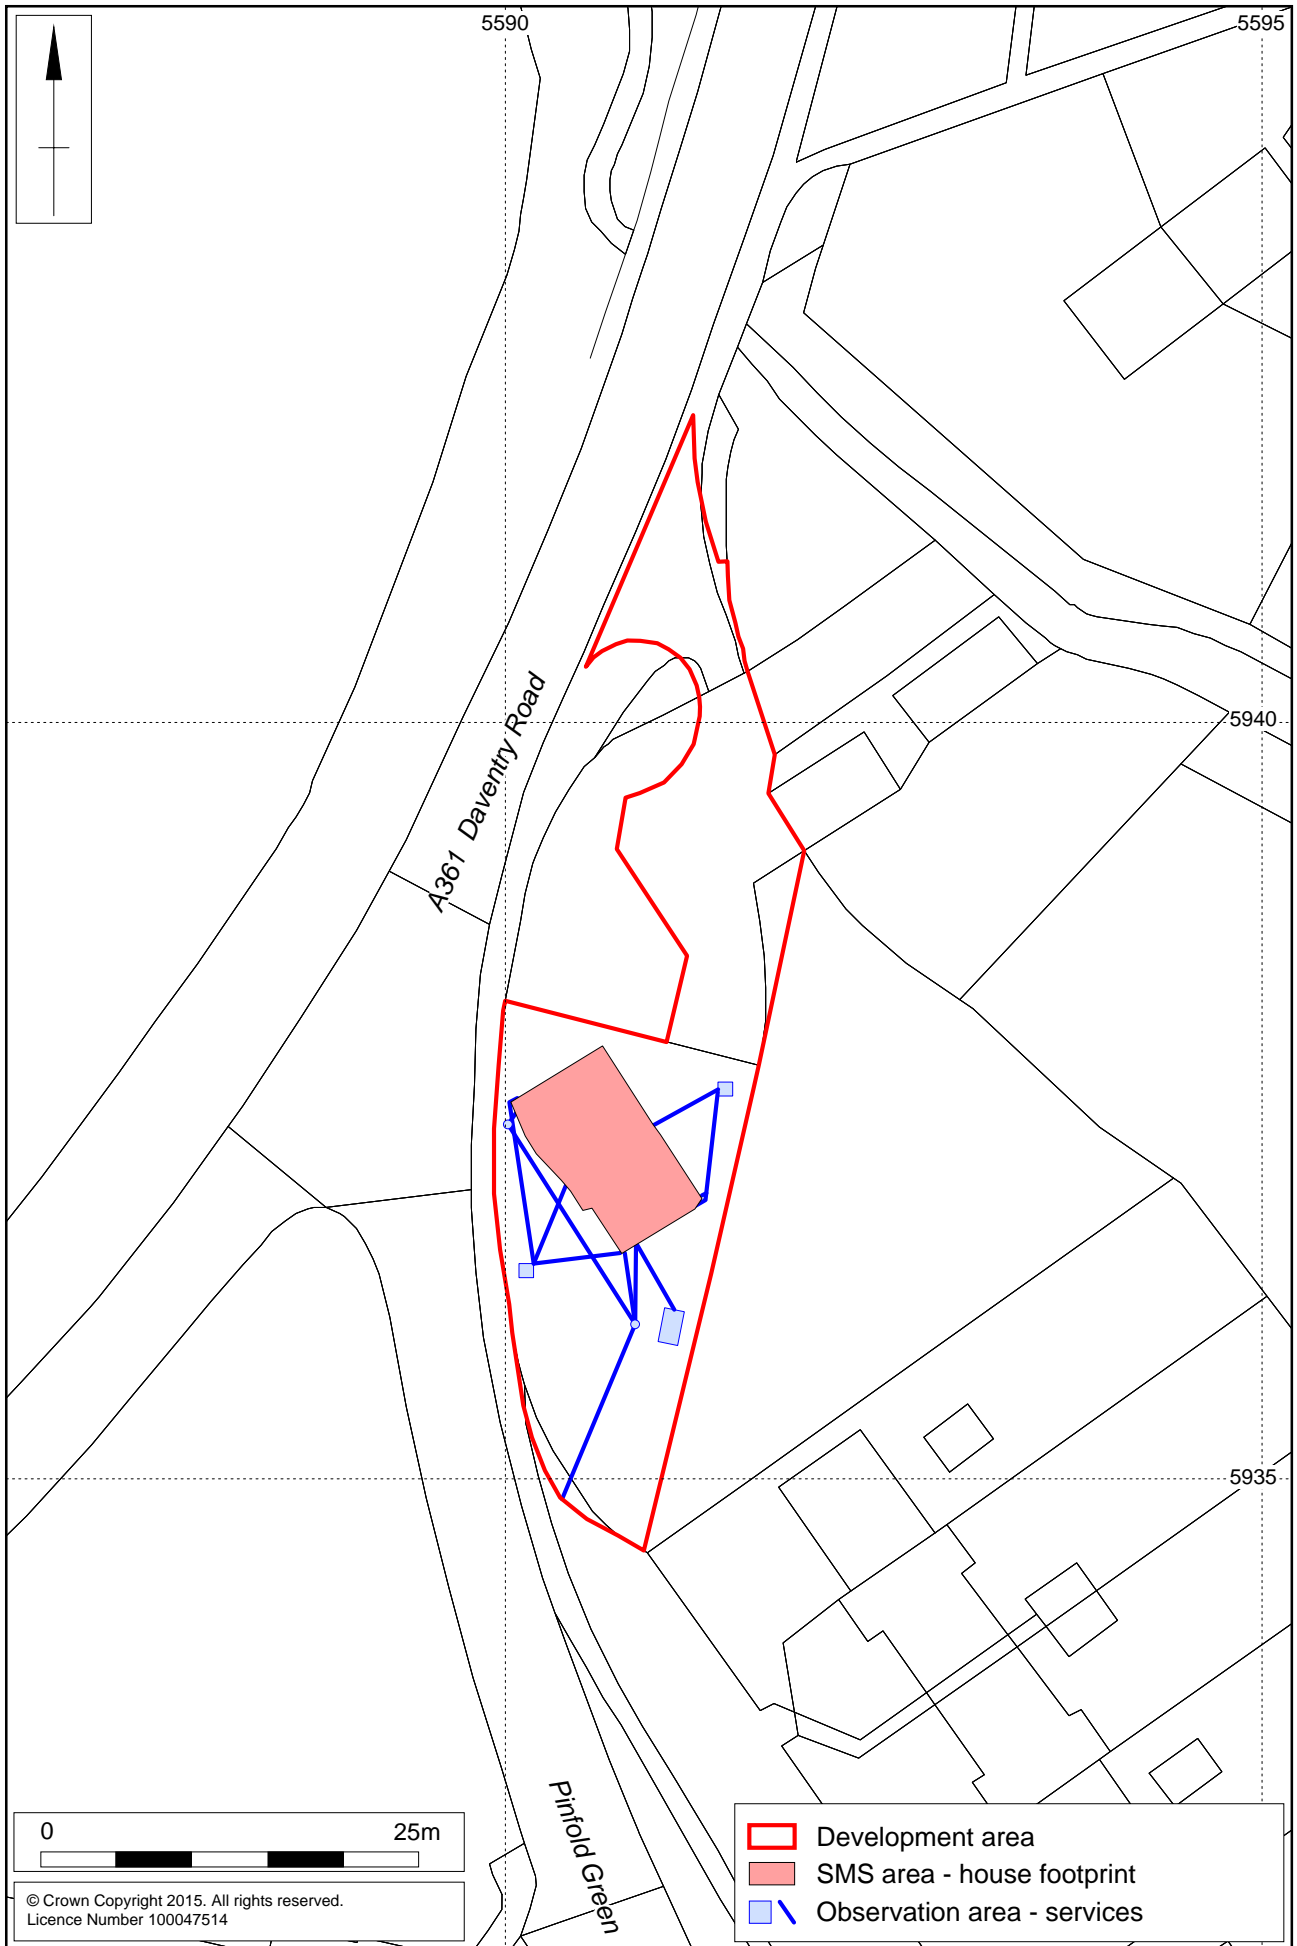 5590
5595
A361 Daventry Road
5940
5935
Pinfold Green
0 25m
© Crown Copyright 2015. All rights reserved.
Licence Number 100047514
Development area
SMS area - house footprint
Observation area - services